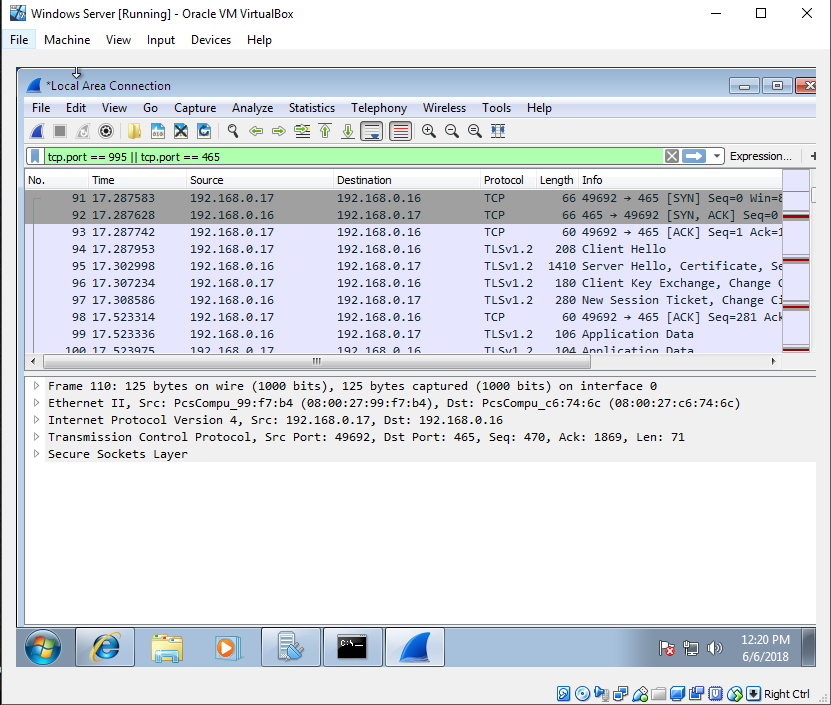 Windows Server [Running] - Oracle VM VirtualBox
File Machine View Input Devices Help
*Local Area Connection
File Edit View Go Capture Analyze Statistics Telephony Wireless Tools Help
tcp.port == 995 || tcp.port == 465 Expression... +
No. Time Source Destination Protocol Length Info
91 17.287583 192.168.0.17 192.168.0.16 TCP 66 49692 → 465 [SYN] Seq=0 Win=8
92 17.287628 192.168.0.16 192.168.0.17 TCP 66 465 → 49692 [SYN, ACK] Seq=0
93 17.287742 192.168.0.17 192.168.0.16 TCP 60 49692 → 465 [ACK] Seq=1 Ack=1
94 17.287953 192.168.0.17 192.168.0.16 TLSv1.2 208 Client Hello
95 17.302998 192.168.0.16 192.168.0.17 TLSv1.2 1410 Server Hello, Certificate, Se
96 17.307234 192.168.0.17 192.168.0.16 TLSv1.2 180 Client Key Exchange, Change C
97 17.308586 192.168.0.16 192.168.0.17 TLSv1.2 280 New Session Ticket, Change Ci
98 17.523314 192.168.0.17 192.168.0.16 TCP 60 49692 → 465 [ACK] Seq=281 Ack
99 17.523336 192.168.0.16 192.168.0.17 TLSv1.2 106 Application Data
100 17.523975 192.168.0.17 192.168.0.16 TLSv1.2 104 Application Data
Frame 110: 125 bytes on wire (1000 bits), 125 bytes captured (1000 bits) on interface 0
Ethernet II, Src: PcsCompu_99:f7:b4 (08:00:27:99:f7:b4), Dst: PcsCompu_c6:74:6c (08:00:27:c6:74:6c)
Internet Protocol Version 4, Src: 192.168.0.17, Dst: 192.168.0.16
Transmission Control Protocol, Src Port: 49692, Dst Port: 465, Seq: 470, Ack: 1869, Len: 71
Secure Sockets Layer
C:\_
12:20 PM
6/6/2018
Right Ctrl